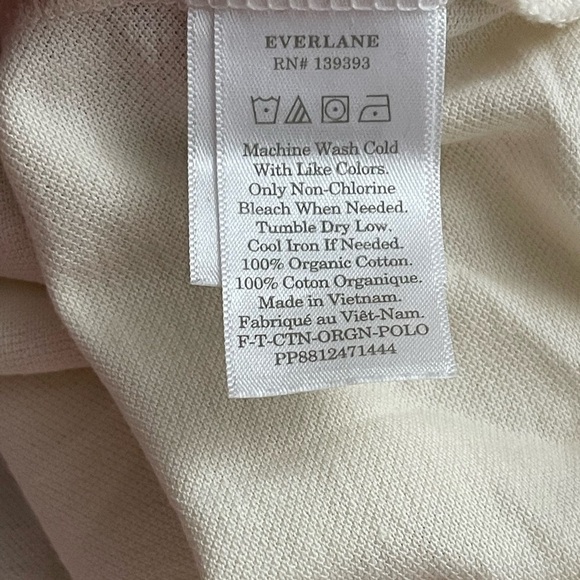 EVERLANE
RN# 139393
Machine Wash Cold
With Like Colors.
Only Non-Chlorine
Bleach When Needed.
Tumble Dry Low.
Cool Iron If Needed.
100% Organic Cotton.
100% Coton Organique.
Made in Vietnam.
Fabriqué au Viêt-Nam.
F-T-CTN-ORGN-POLO
PP8812471444